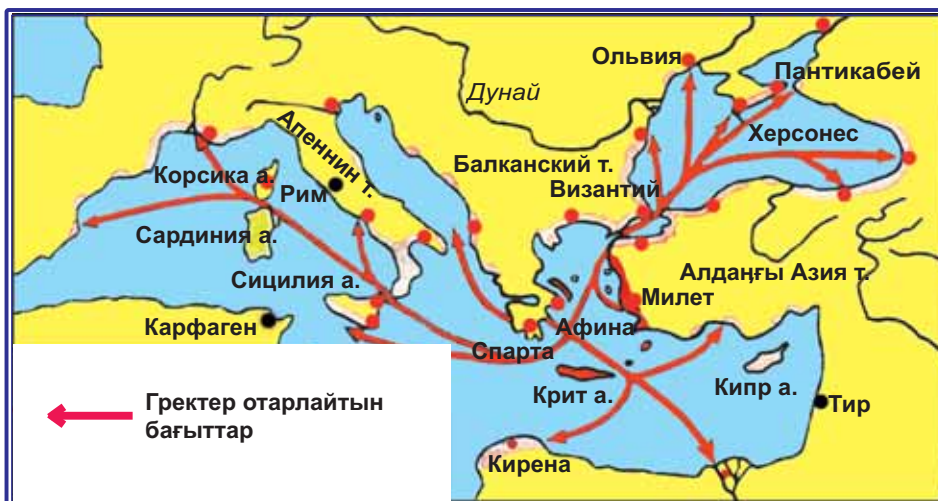 Ольвия
Пантикабей
Дунай
Херсонес
Апеннин т.
Балканский т.
Корсика а.
Рим
Византий
Сардиния а.
Алдаңғы Азия т.
Сицилия а.
Милет
Карфаген
Афина
Спарта
Крит а.
Кипр а.
Тир
Кирена
Гректер отарлайтын
бағыттар